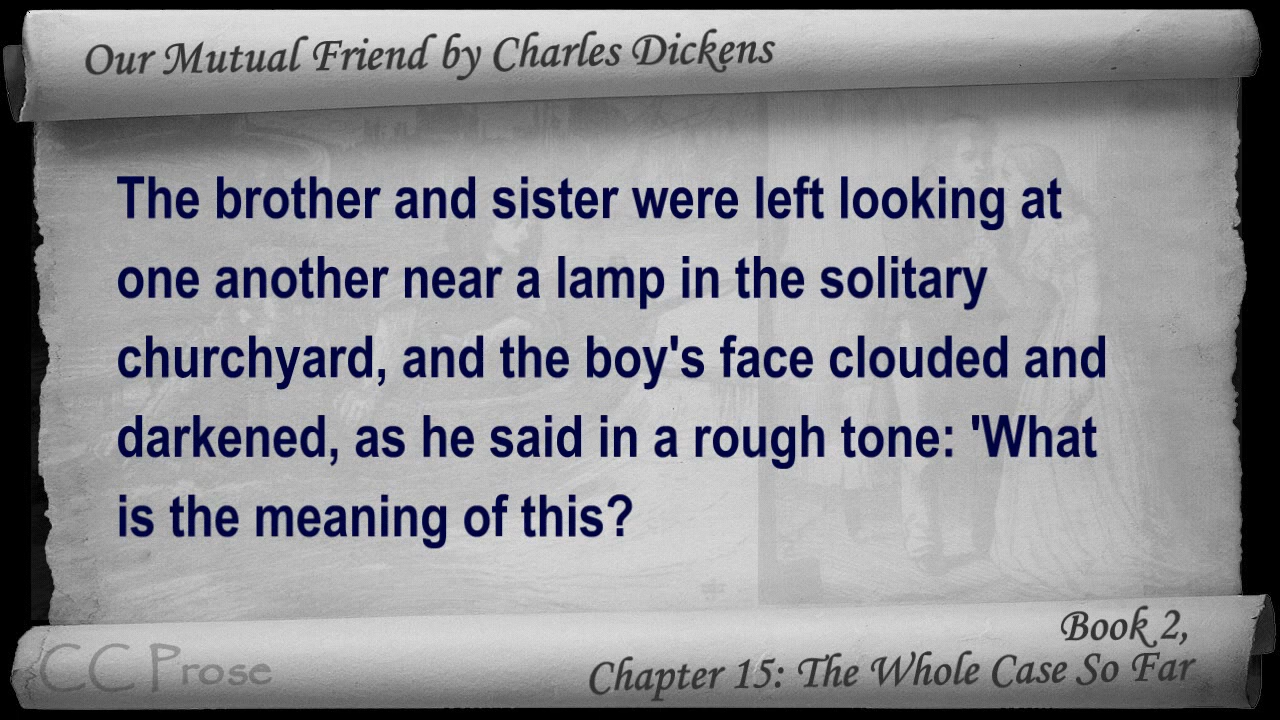 Our Mutual Friend by Charles Dickens
The brother and sister were left looking at
one another near a lamp in the solitary
churchyard, and the boy's face clouded and
darkened, as he said in a rough tone: 'What
is the meaning of this?
Book 2,
CC Prose
Chapter 15: The Whole Case So Far